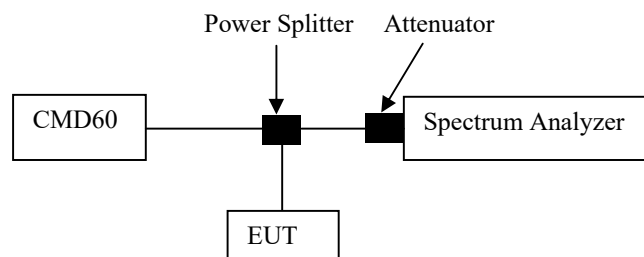 Power Splitter
Attenuator
CMD60
Spectrum Analyzer
EUT